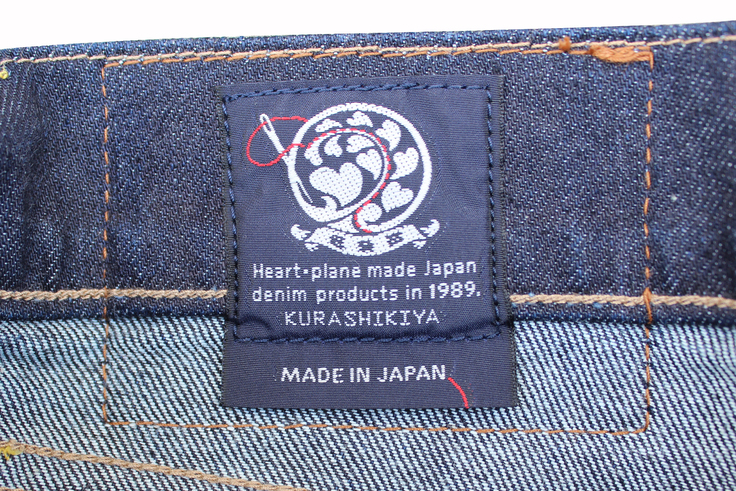 Heart・plane made Japan
denim products in 1989.
KURASHIKIYA
MADE IN JAPAN